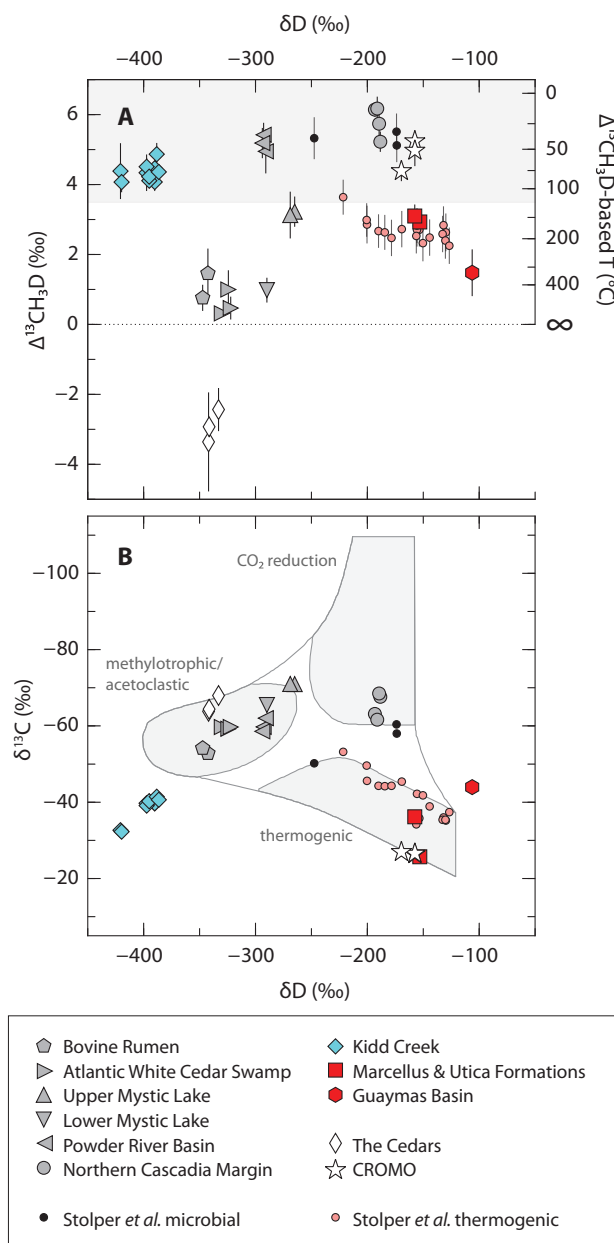 δD (‰)
−400 −300 −200 −100
A
6
4
2
0
−2
−4
Δ¹³CH₃D (‰)
0
50
100
200
400
∞
Δ¹³CH₃D-based T (°C)
B
CO₂ reduction
methylotrophic/
acetoclastic
thermogenic
−100
−80
−60
−40
−20
δ¹³C (‰)
−400 −300 −200 −100
δD (‰)
Bovine Rumen
Atlantic White Cedar Swamp
Upper Mystic Lake
Lower Mystic Lake
Powder River Basin
Northern Cascadia Margin
Stolper et al. microbial
Kidd Creek
Marcellus & Utica Formations
Guaymas Basin
The Cedars
CROMO
Stolper et al. thermogenic